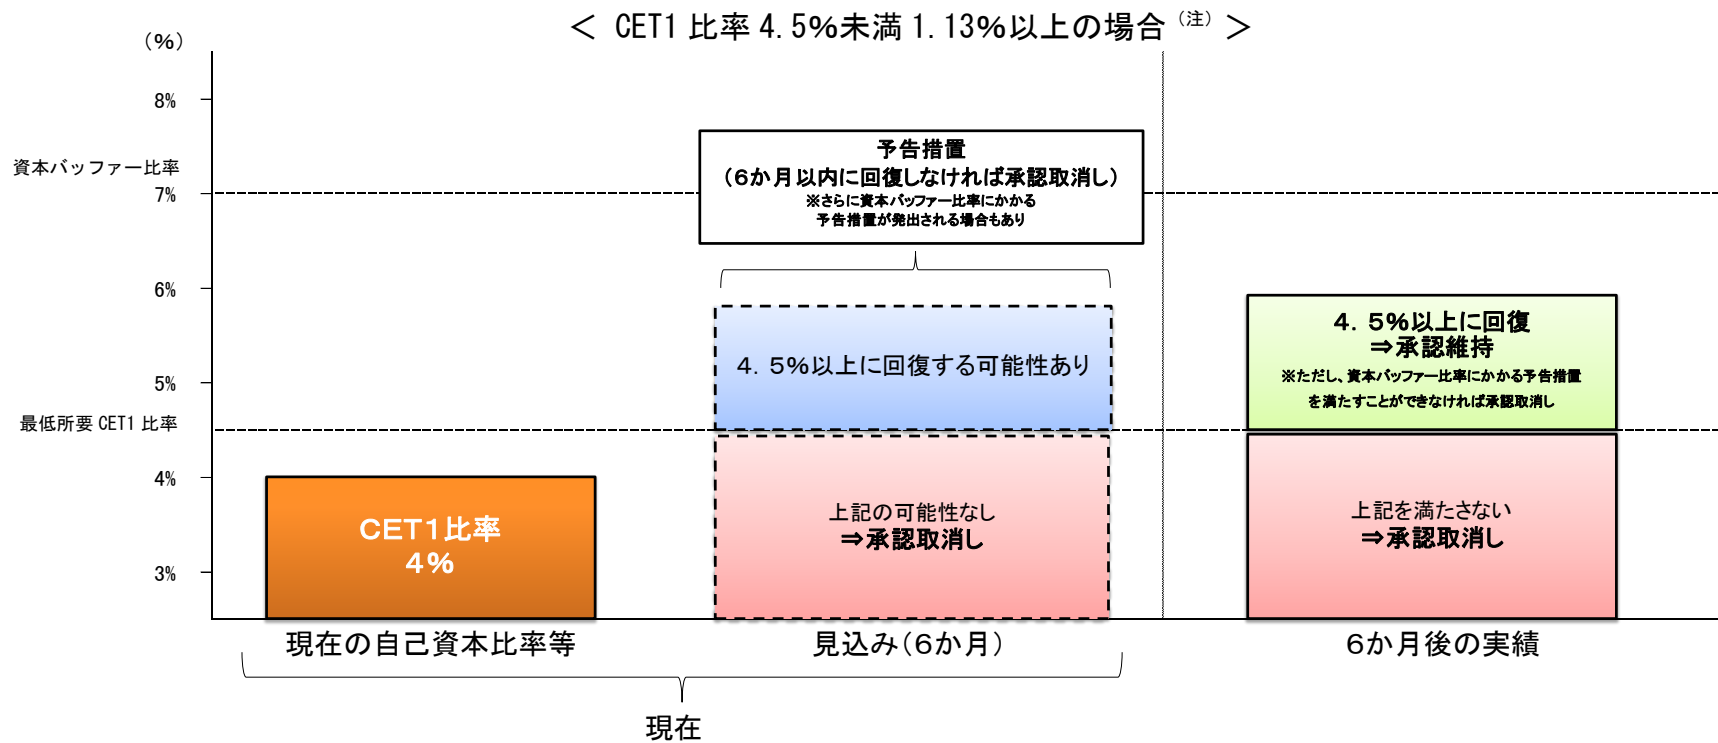 ＜ CET1 比率 4.5%未満 1.13%以上の場合（注）＞
（%）
8%
資本バッファー比率
7%
6%
5%
最低所要 CET1 比率
4%
3%
予告措置
（６か月以内に回復しなければ承認取消し）
※さらに資本バッファー比率にかかる
予告措置が発出される場合もあり
４．５％以上に回復する可能性あり
上記の可能性なし
⇒承認取消し
ＣＥＴ１比率
４％
４．５％以上に回復
⇒承認維持
※ただし、資本バッファー比率にかかる予告措置
を満たすことができなければ承認取消し
上記を満たさない
⇒承認取消し
現在の自己資本比率等
見込み（６か月）
６か月後の実績
現在